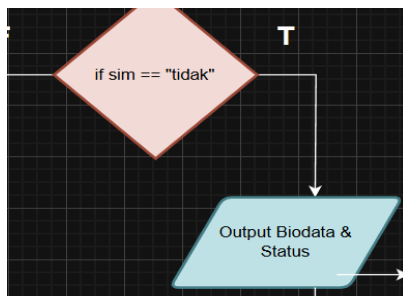 T
if sim == "tidak"
Output Biodata &
Status